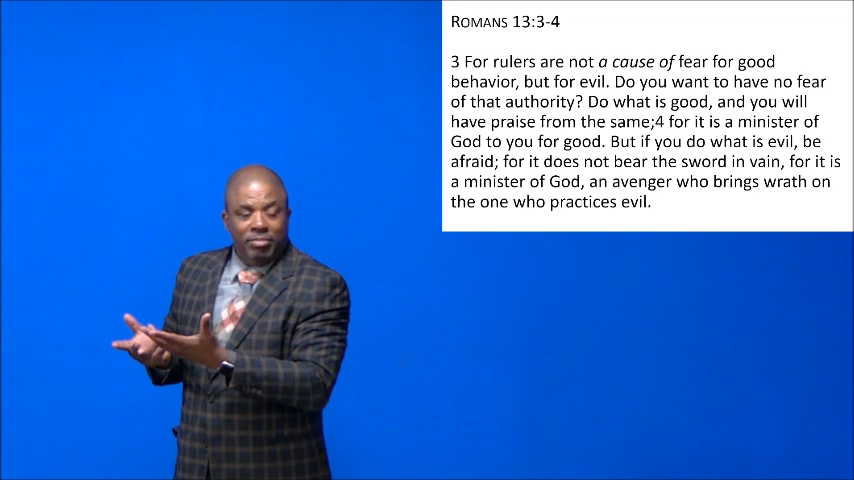 ROMANS 13:3-4
3 For rulers are not a cause of fear for good
behavior, but for evil. Do you want to have no fear
of that authority? Do what is good, and you will
have praise from the same;4 for it is a minister of
God to you for good. But if you do what is evil, be
afraid; for it does not bear the sword in vain, for it is
a minister of God, an avenger who brings wrath on
the one who practices evil.